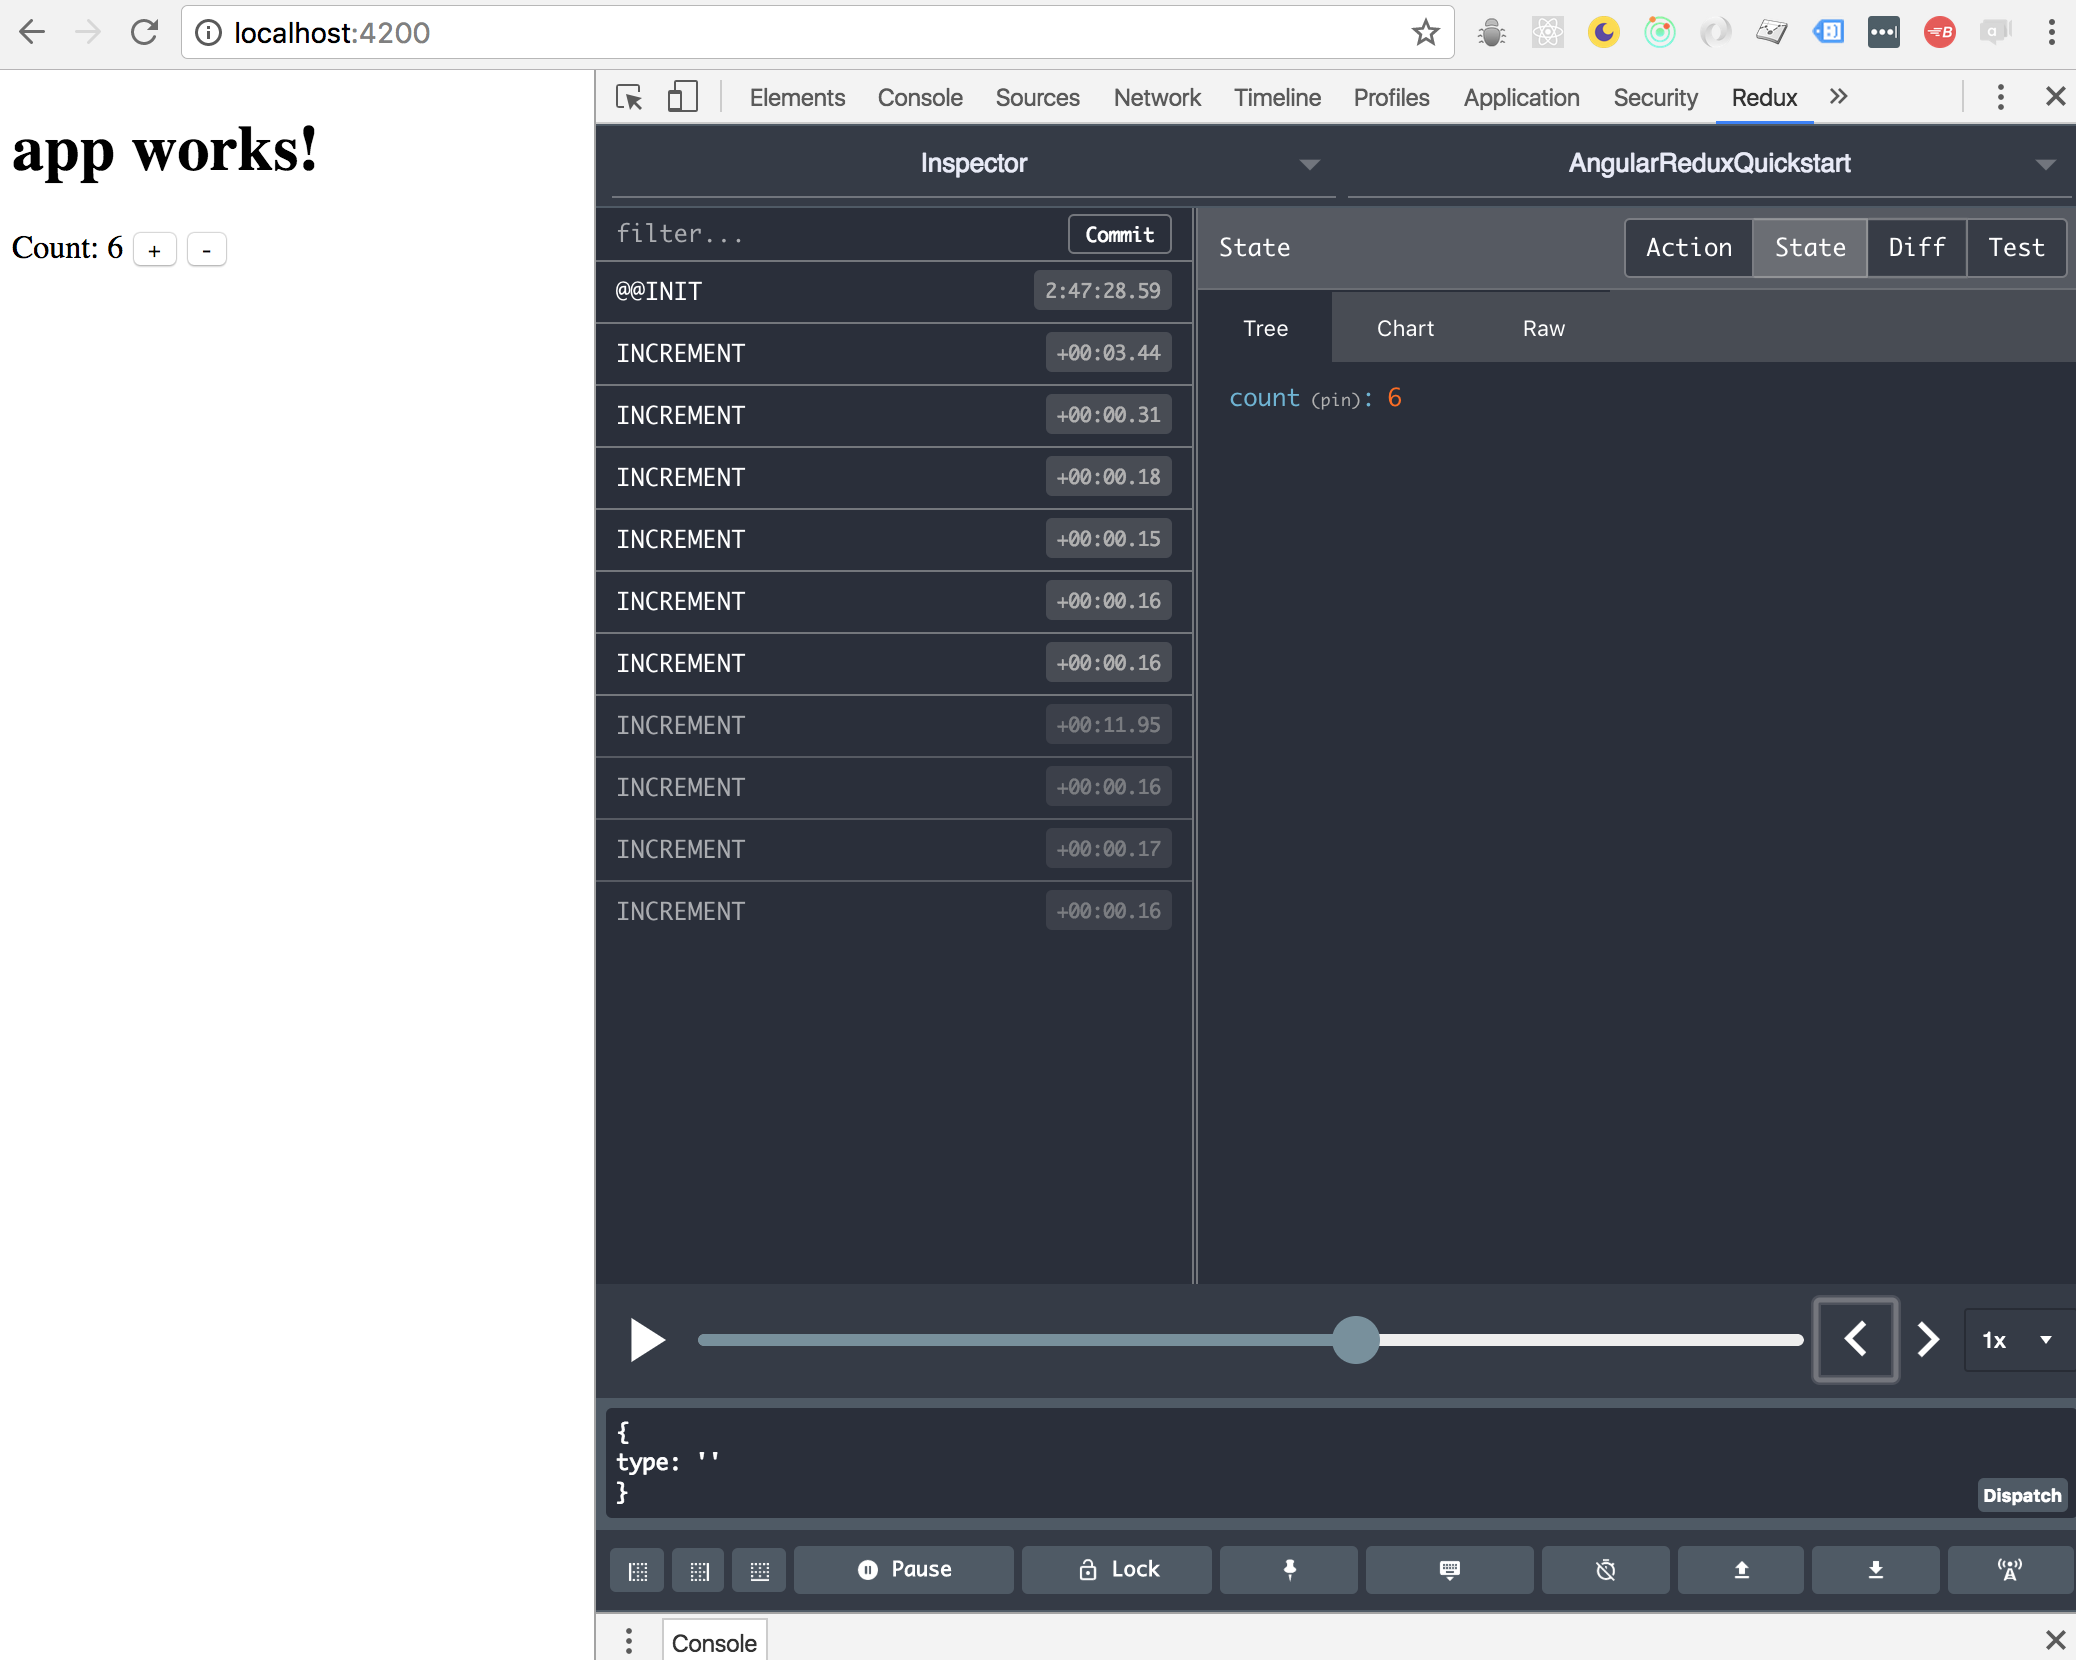 localhost:4200
Elements Console Sources Network Timeline Profiles Application Security Redux
app works!
Count: 6 + -
Inspector AngularReduxQuickstart
filter... Commit
State Action State Diff Test
@@INIT 2:47:28.59
Tree Chart Raw
INCREMENT +00:03.44
count (pin): 6
INCREMENT +00:00.31
INCREMENT +00:00.18
INCREMENT +00:00.15
INCREMENT +00:00.16
INCREMENT +00:00.16
INCREMENT +00:11.95
INCREMENT +00:00.16
INCREMENT +00:00.17
INCREMENT +00:00.16
1x
{
type: ''
}
Dispatch
Pause Lock
Console